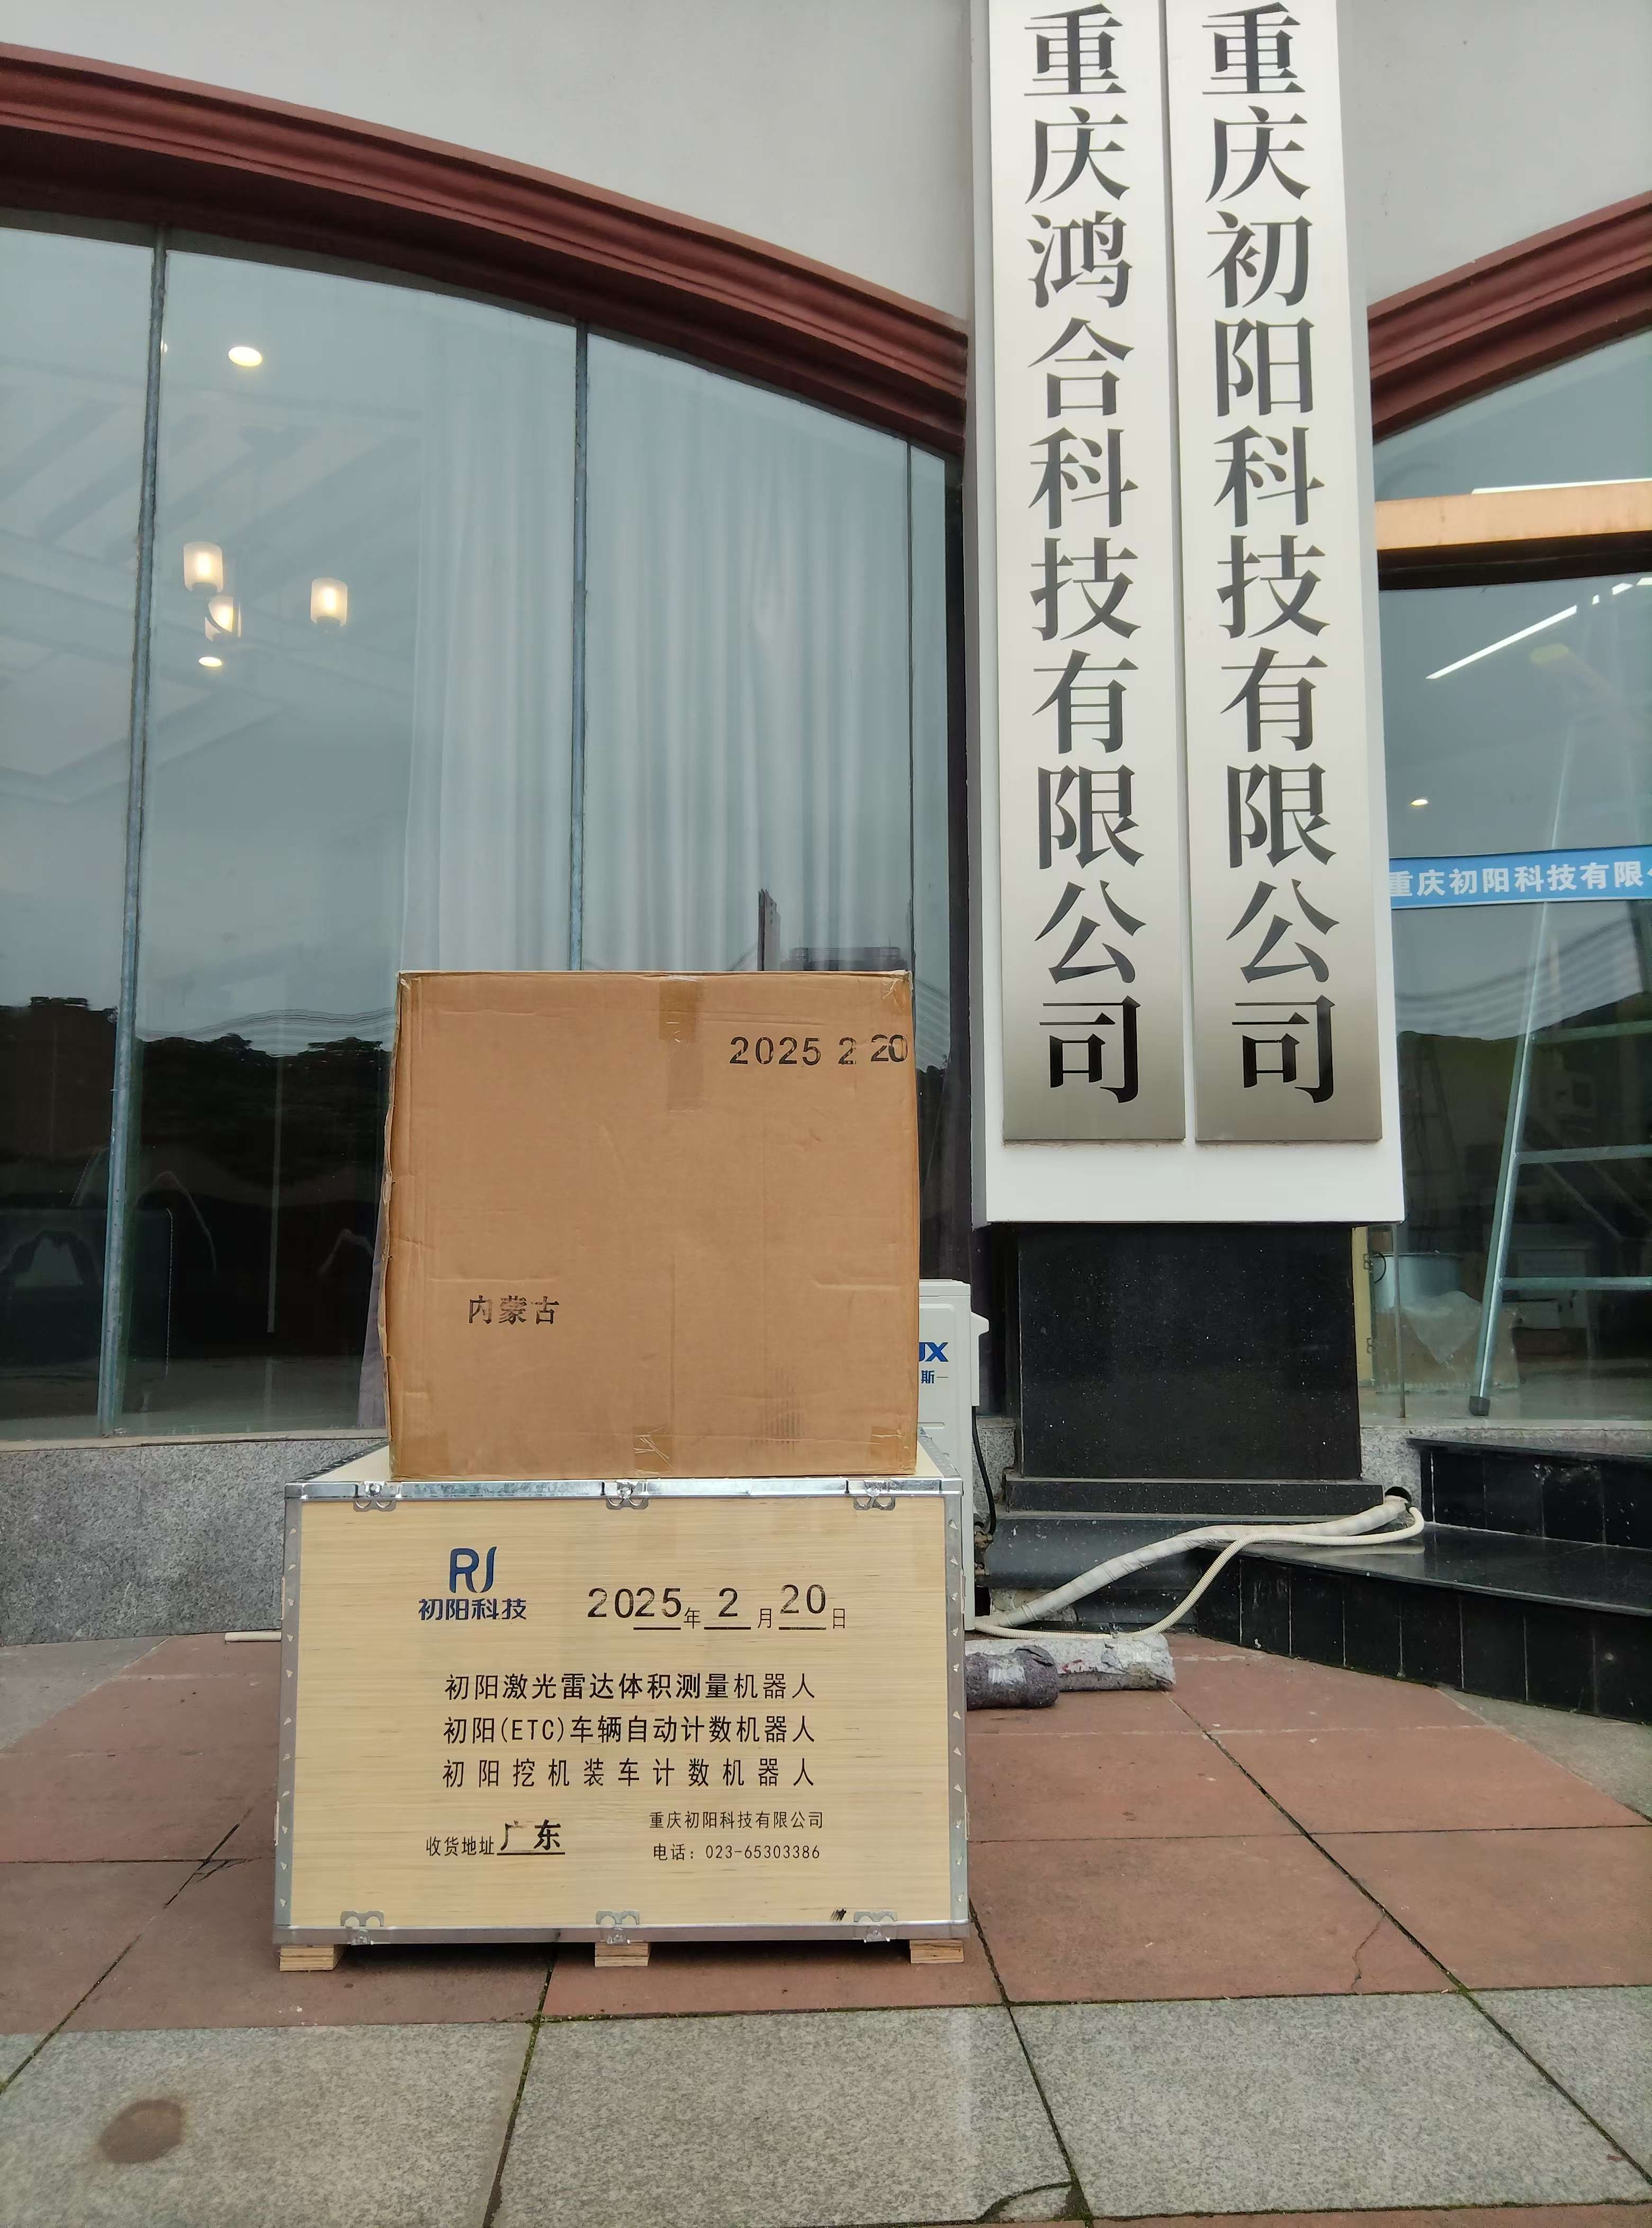 重庆鸿合科技有限公司
重庆初阳科技有限公司
重庆初阳科技有限
2025 2 20
内蒙古
UX
斯
RJ
初阳科技
2025年 2 月 20 日
初阳激光雷达体积测量机器人
初阳(ETC)车辆自动计数机器人
初阳挖机装车计数机器人
收货地址 广东
重庆初阳科技有限公司
电话：023-65303386